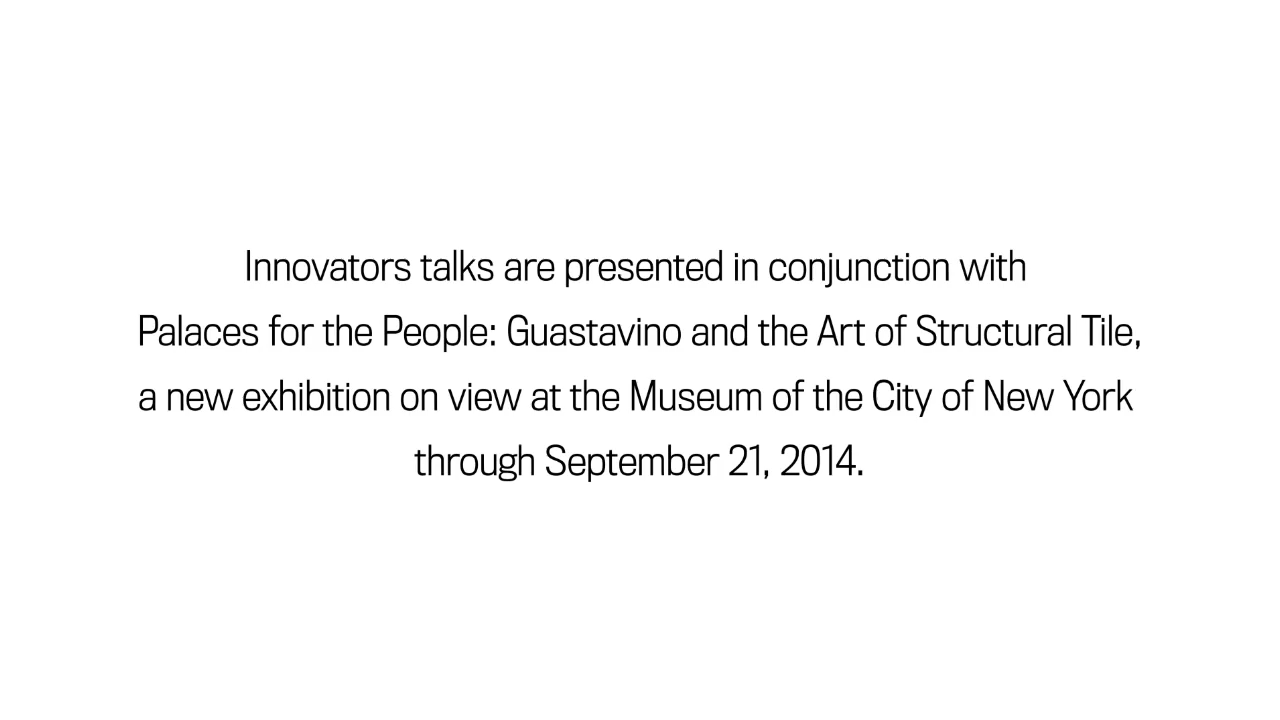 Innovators talks are presented in conjunction with
Palaces for the People: Guastavino and the Art of Structural Tile,
a new exhibition on view at the Museum of the City of New York
through September 21, 2014.